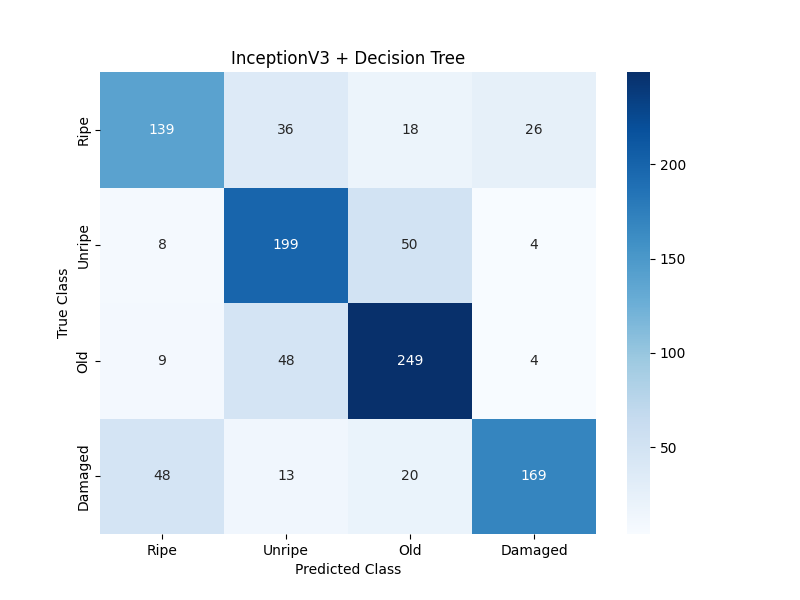 InceptionV3 + Decision Tree
True Class
Ripe
139 36 18 26
Unripe
8 199 50 4
Old
9 48 249 4
Damaged
48 13 20 169
Ripe Unripe Old Damaged
Predicted Class
200
150
100
50